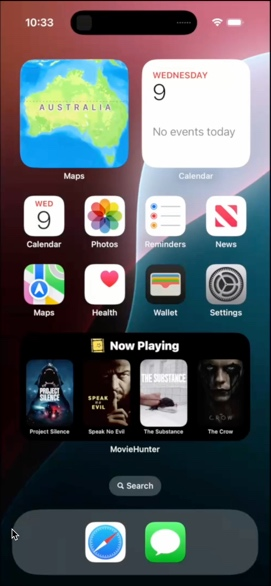 10:33
AUSTRALIA
WEDNESDAY
9
No events today
Maps
Calendar
WED
9
Calendar
Photos
Reminders
News
Maps
Health
Wallet
Settings
Now Playing
PROJECT
SILENCE
SPEAK
NO
EVIL
THE SUBSTANCE
CROW
Project Silence
Speak No Evil
The Substance
The Crow
MovieHunter
Search